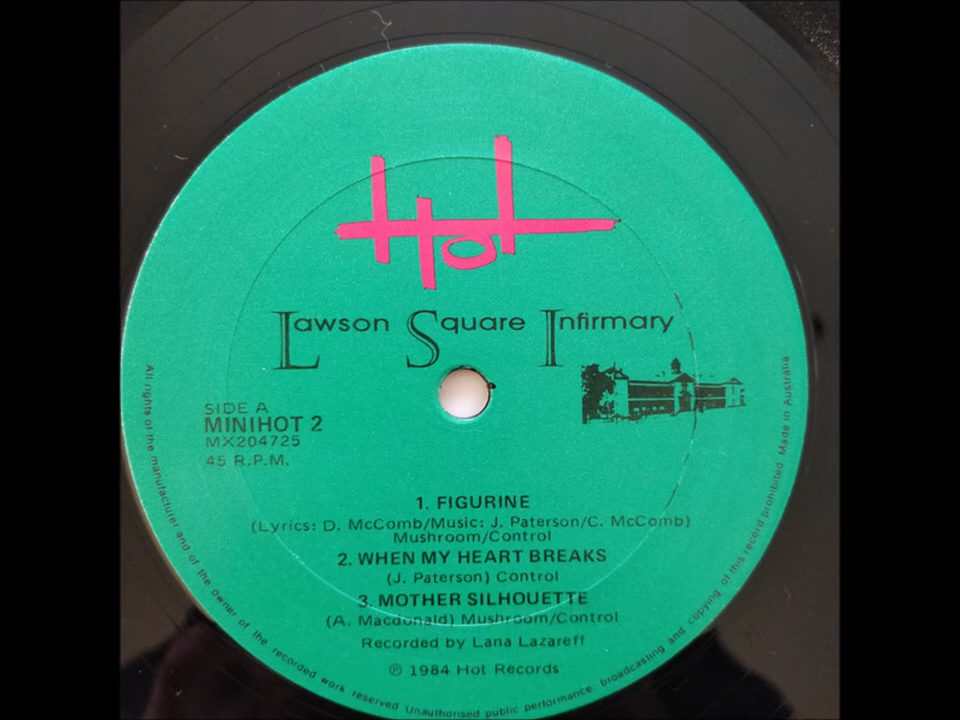 Hot
Lawson Square Infirmary
SIDE A
MINIHOT 2
MX204725
45 R.P.M.
1. FIGURINE
(Lyrics: D. McComb/Music: J. Paterson/C. McComb)
Mushroom/Control
2. WHEN MY HEART BREAKS
(J. Paterson) Control
3. MOTHER SILHOUETTE
(A. Macdonald) Mushroom/Control
Recorded by Lana Lazareff
℗ 1984 Hot Records
All rights of the manufacturer and of the owner of the recorded work reserved Unauthorised public performance, broadcasting and copying of this record prohibited Made in Australia